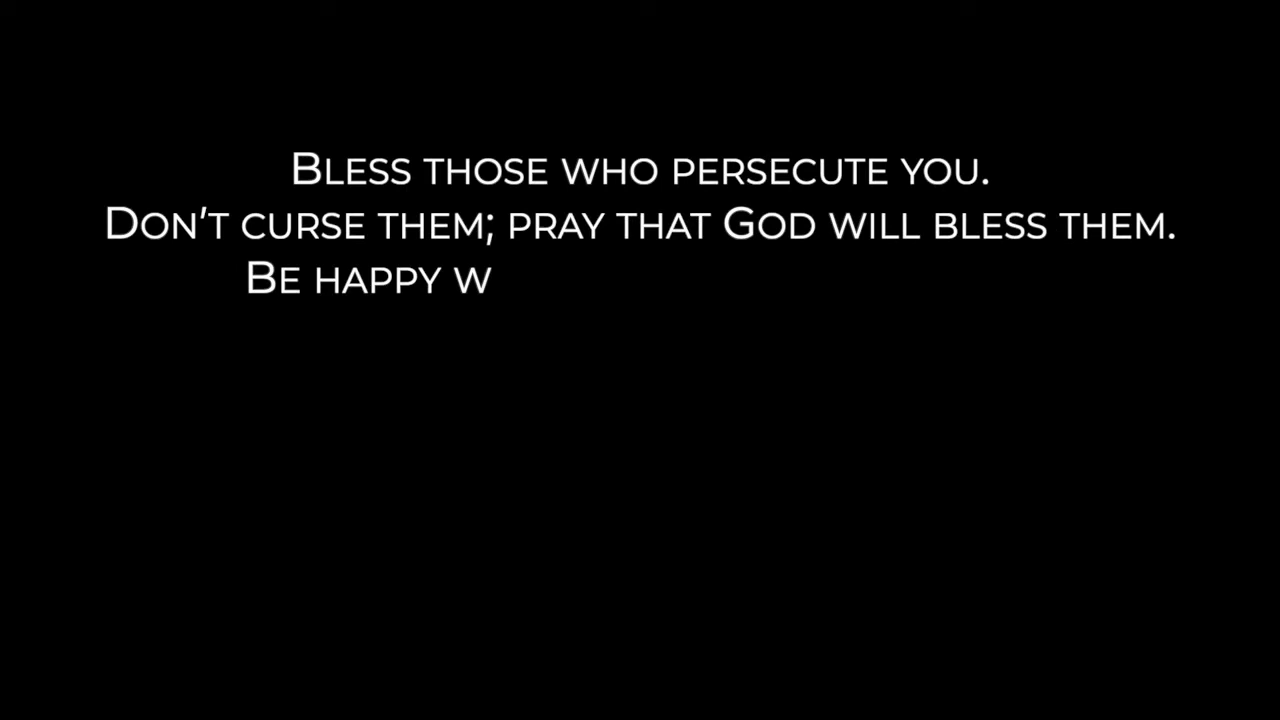 Bless those who persecute you.
Don’t curse them; pray that God will bless them.
Be happy w